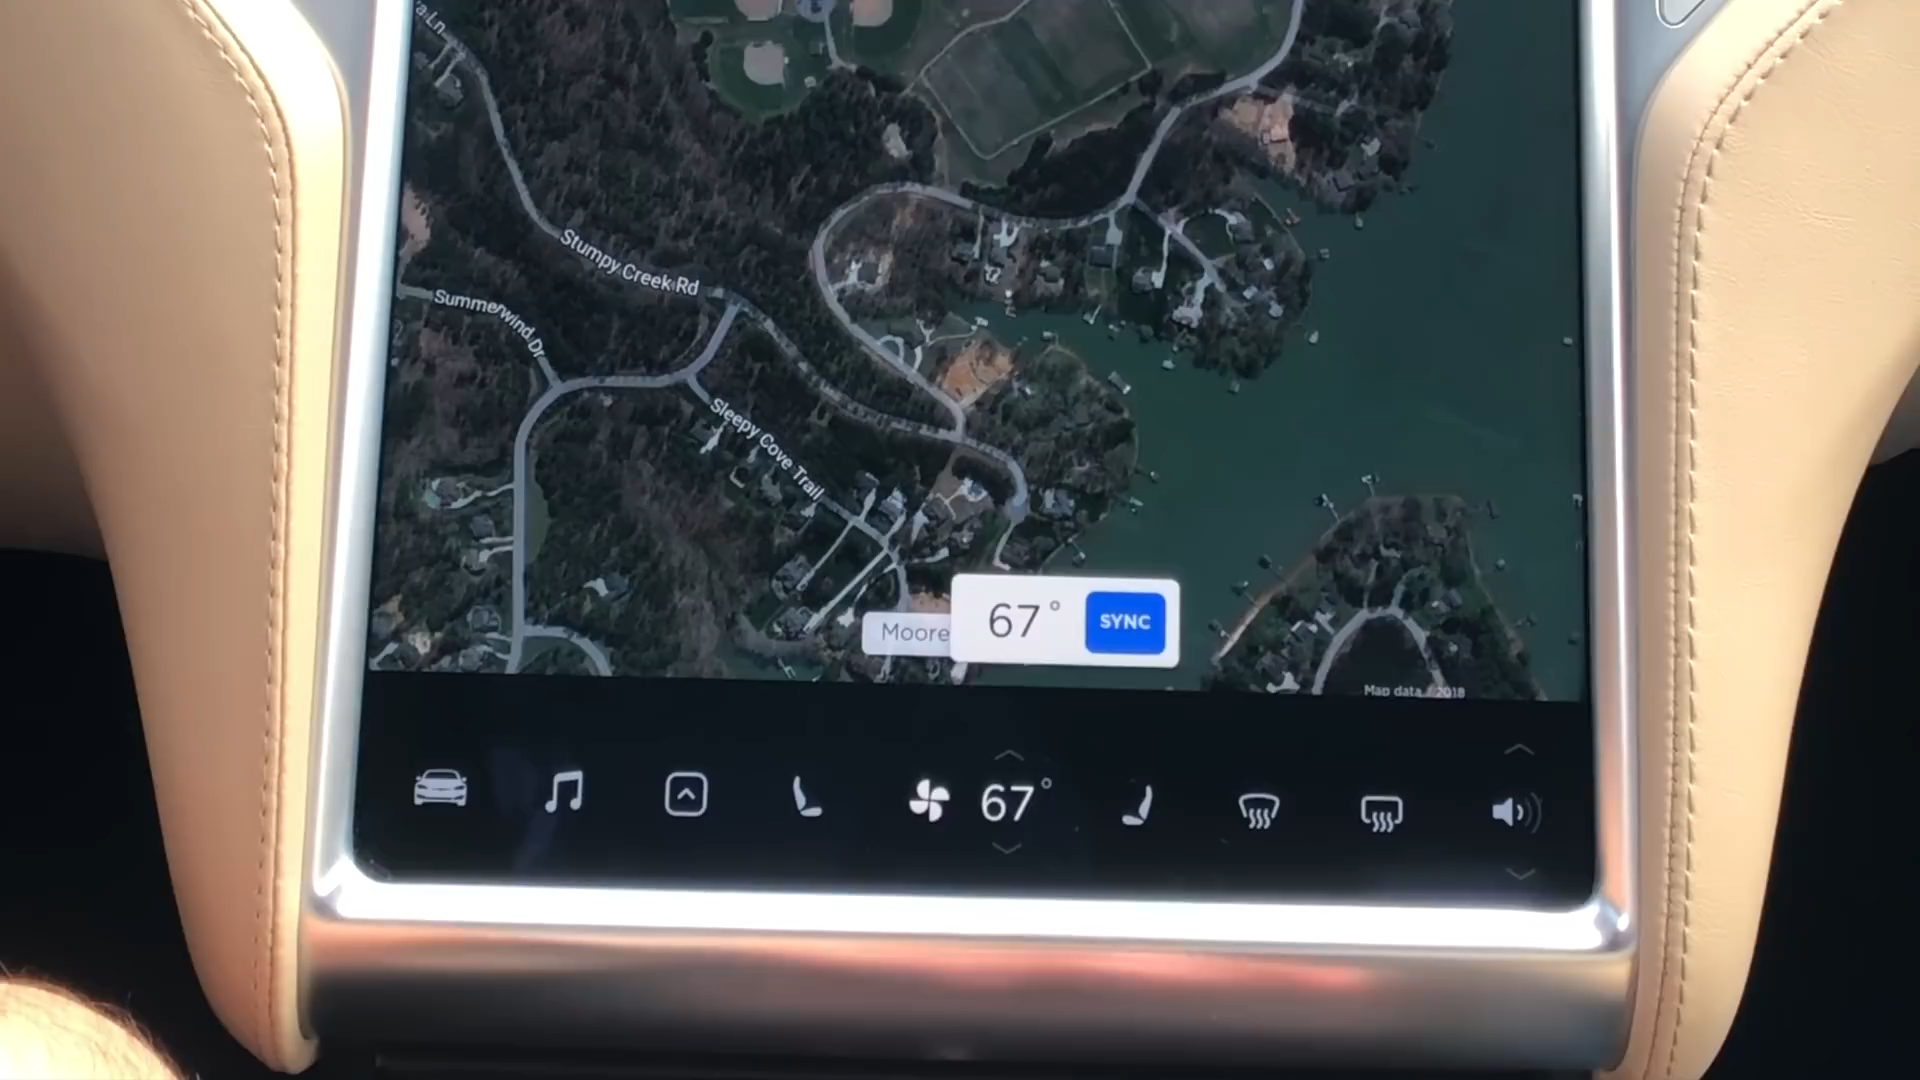 Stumpy Creek Rd
Summerwind Dr
Sleepy Cove Trail
Moore
67°
SYNC
Map data
2018
67°